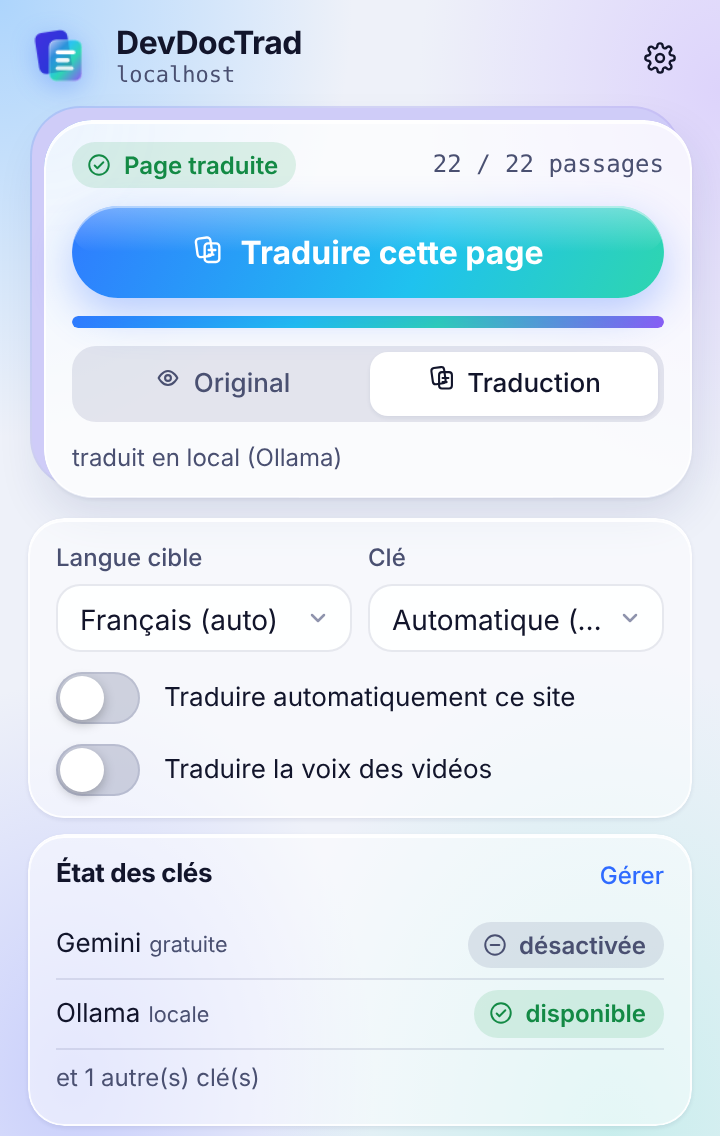 DevDocTrad
localhost
Page traduite
22 / 22 passages
Traduire cette page
Original
Traduction
traduit en local (Ollama)
Langue cible
Clé
Français (auto)
Automatique (...
Traduire automatiquement ce site
Traduire la voix des vidéos
État des clés
Gérer
Gemini gratuite
désactivée
Ollama locale
disponible
et 1 autre(s) clé(s)